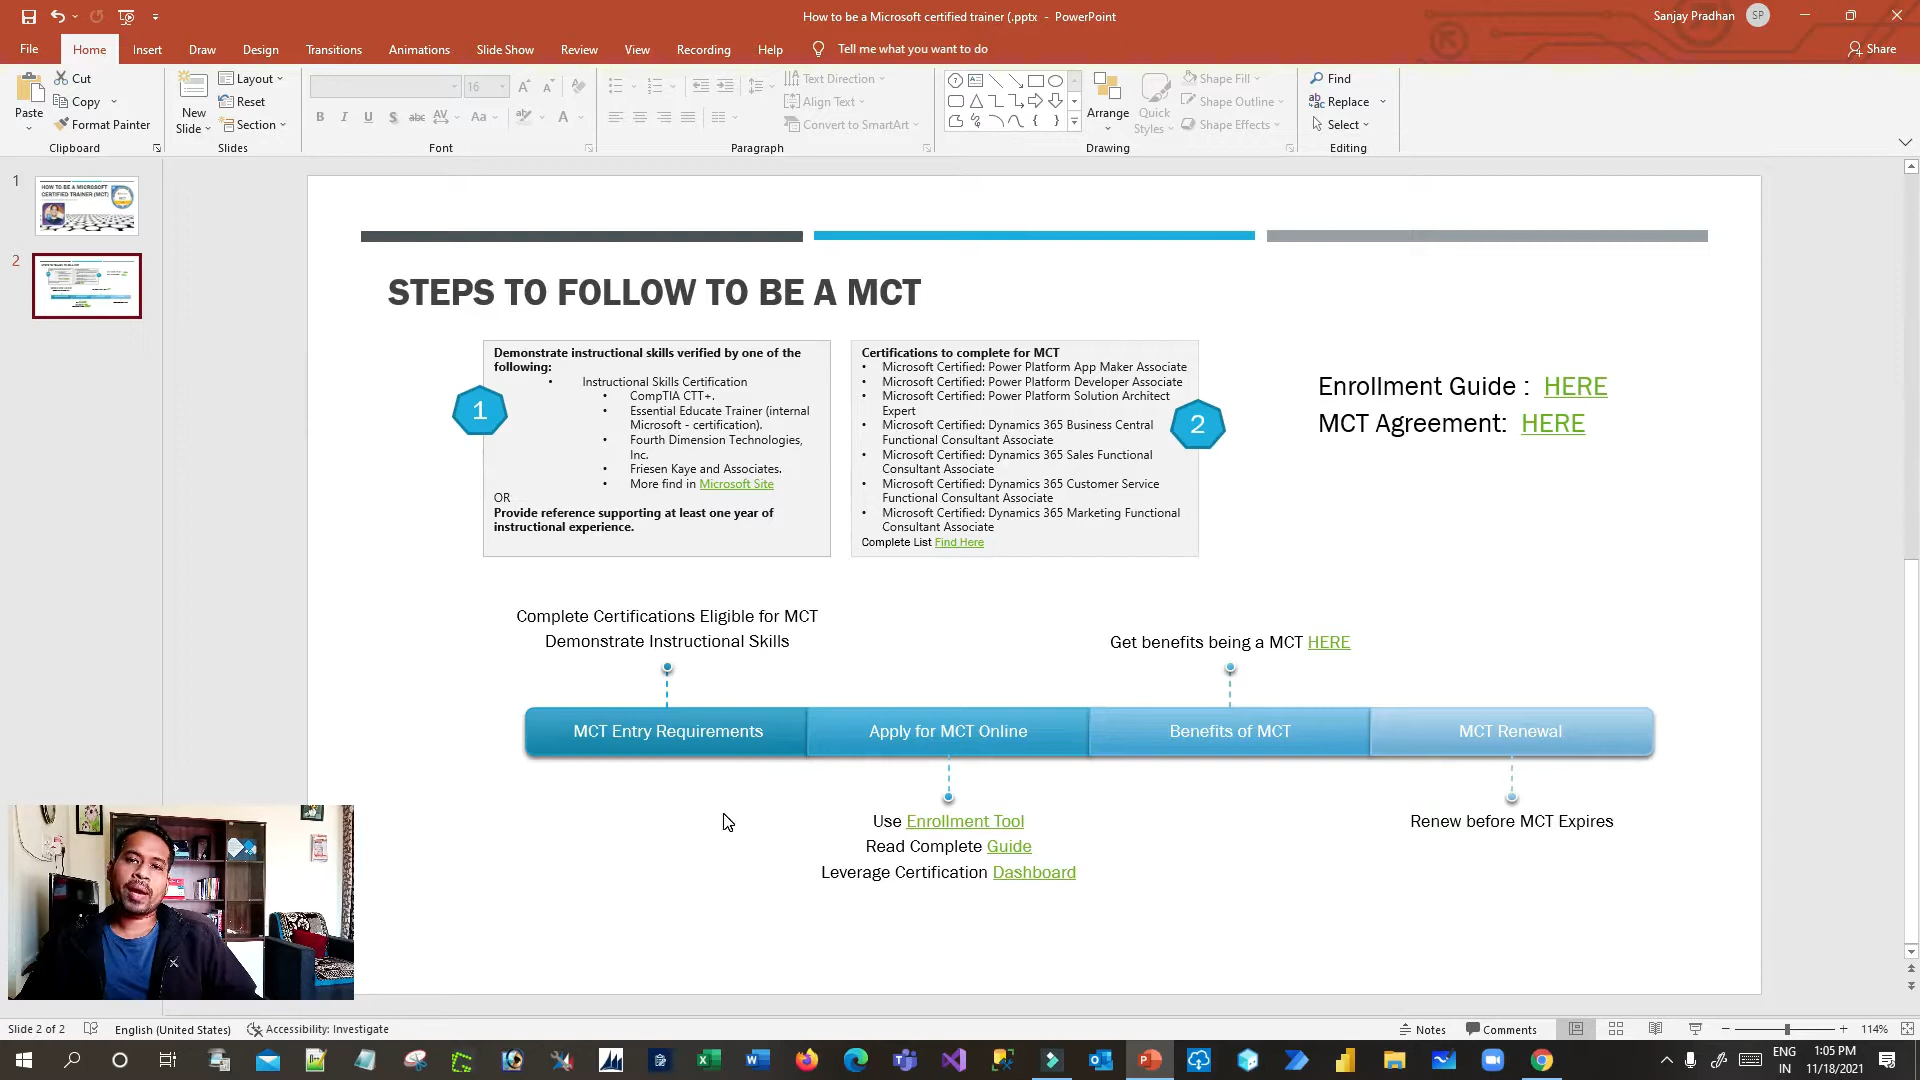 How to be a Microsoft certified trainer (.pptx - PowerPoint
Sanjay Pradhan
SP
File
Home
Insert
Draw
Design
Transitions
Animations
Slide Show
Review
View
Recording
Help
Tell me what you want to do
Share
Paste
Cut
Copy
Format Painter
Clipboard
New
Slide
Layout
Reset
Section
Slides
16
Aa
Font
Text Direction
Align Text
Convert to SmartArt
Paragraph
Arrange
Quick
Styles
Shape Fill
Shape Outline
Shape Effects
Drawing
Find
Replace
Select
Editing
1
HOW TO BE A MICROSOFT
CERTIFIED TRAINER (MCT)
2
STEPS TO FOLLOW TO BE A MCT
Demonstrate instructional skills verified by one of the
following:
• Instructional Skills Certification
• CompTIA CTT+.
• Essential Educate Trainer (internal
Microsoft - certification).
• Fourth Dimension Technologies,
Inc.
• Friesen Kaye and Associates.
• More find in Microsoft Site
OR
Provide reference supporting at least one year of
instructional experience.
1
Certifications to complete for MCT
• Microsoft Certified: Power Platform App Maker Associate
• Microsoft Certified: Power Platform Developer Associate
• Microsoft Certified: Power Platform Solution Architect
Expert
• Microsoft Certified: Dynamics 365 Business Central
Functional Consultant Associate
• Microsoft Certified: Dynamics 365 Sales Functional
Consultant Associate
• Microsoft Certified: Dynamics 365 Customer Service
Functional Consultant Associate
• Microsoft Certified: Dynamics 365 Marketing Functional
Consultant Associate
Complete List Find Here
2
Enrollment Guide : HERE
MCT Agreement: HERE
Complete Certifications Eligible for MCT
Demonstrate Instructional Skills
Get benefits being a MCT HERE
MCT Entry Requirements
Apply for MCT Online
Benefits of MCT
MCT Renewal
Use Enrollment Tool
Read Complete Guide
Leverage Certification Dashboard
Renew before MCT Expires
Slide 2 of 2
English (United States)
Accessibility: Investigate
Notes
Comments
114%
ENG
IN
1:05 PM
11/18/2021